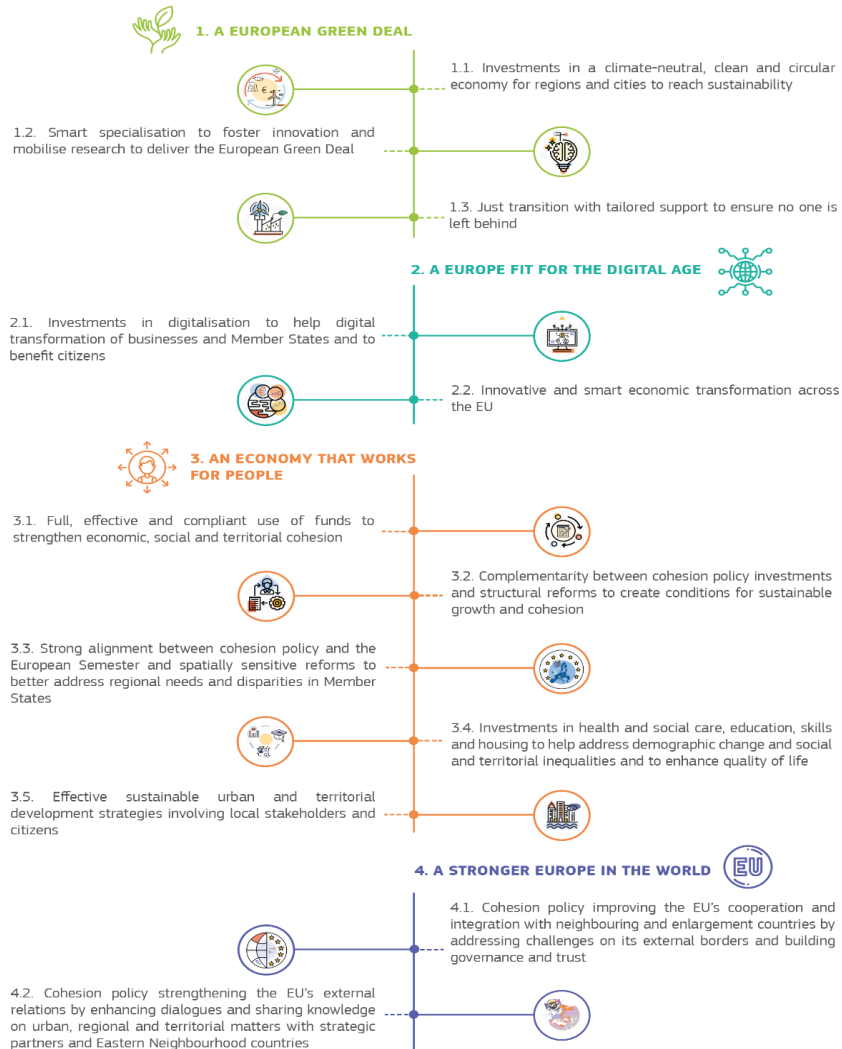 1. A EUROPEAN GREEN DEAL
1.1. Investments in a climate-neutral, clean and circular
economy for regions and cities to reach sustainability
1.2. Smart specialisation to foster innovation and
mobilise research to deliver the European Green Deal
1.3. Just transition with tailored support to ensure no one is
left behind
2. A EUROPE FIT FOR THE DIGITAL AGE
2.1. Investments in digitalisation to help digital
transformation of businesses and Member States and to
benefit citizens
2.2. Innovative and smart economic transformation across
the EU
3. AN ECONOMY THAT WORKS
FOR PEOPLE
3.1. Full, effective and compliant use of funds to
strengthen economic, social and territorial cohesion
3.2. Complementarity between cohesion policy investments
and structural reforms to create conditions for sustainable
growth and cohesion
3.3. Strong alignment between cohesion policy and the
European Semester and spatially sensitive reforms to
better address regional needs and disparities in Member
States
3.4. Investments in health and social care, education, skills
and housing to help address demographic change and social
and territorial inequalities and to enhance quality of life
3.5. Effective sustainable urban and territorial
development strategies involving local stakeholders and
citizens
4. A STRONGER EUROPE IN THE WORLD
EU
4.1. Cohesion policy improving the EU's cooperation and
integration with neighbouring and enlargement countries by
addressing challenges on its external borders and building
governance and trust
4.2. Cohesion policy strengthening the EU's external
relations by enhancing dialogues and sharing knowledge
on urban, regional and territorial matters with strategic
partners and Eastern Neighbourhood countries